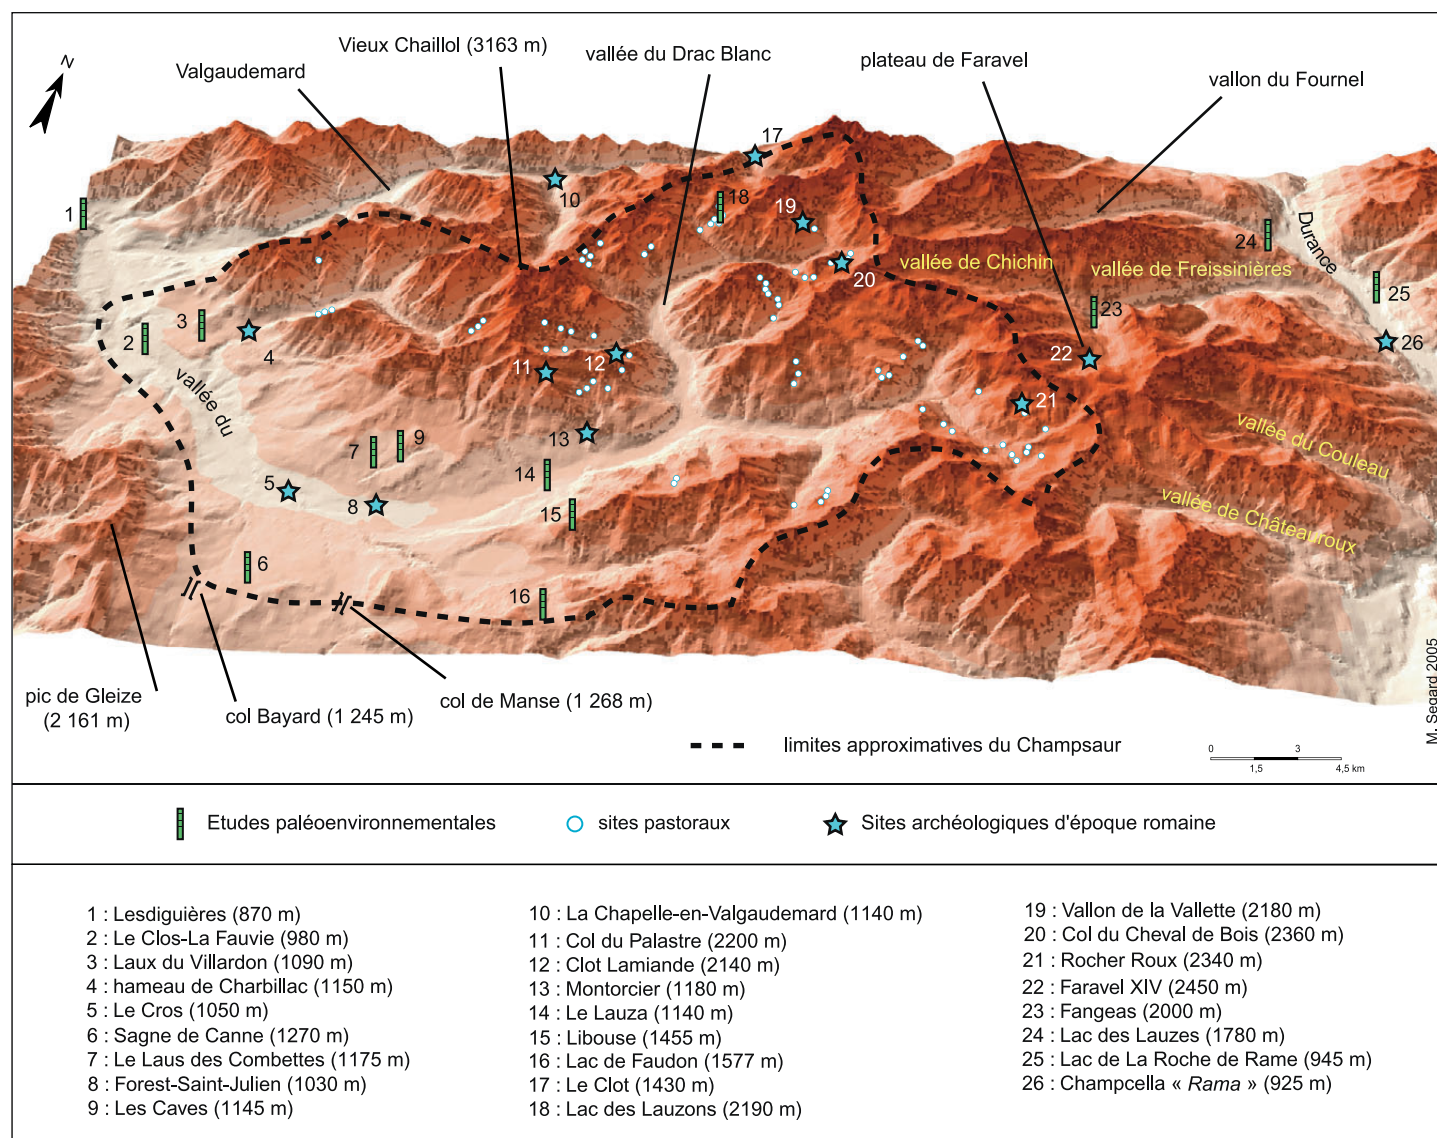 N
Valgaudemard
Vieux Chaillol (3163 m)
vallée du Drac Blanc
plateau de Faravel
vallon du Fournel
17
10
1
18
19
24
Durance
20
vallée de Chichin
vallée de Freissinières
25
2
3
4
23
26
22
11
12
vallée du
21
13
7
9
14
vallée du Couleau
5
8
15
vallée de Châteauroux
6
16
pic de Gleize
(2 161 m)
col Bayard (1 245 m)
col de Manse (1 268 m)
M. Segard 2005
limites approximatives du Champsaur
0 3
1,5 4,5 km
Etudes paléoenvironnementales
sites pastoraux
Sites archéologiques d'époque romaine
1 : Lesdiguières (870 m)
2 : Le Clos-La Fauvie (980 m)
3 : Laux du Villardon (1090 m)
4 : hameau de Charbillac (1150 m)
5 : Le Cros (1050 m)
6 : Sagne de Canne (1270 m)
7 : Le Laus des Combettes (1175 m)
8 : Forest-Saint-Julien (1030 m)
9 : Les Caves (1145 m)
10 : La Chapelle-en-Valgaudemard (1140 m)
11 : Col du Palastre (2200 m)
12 : Clot Lamiande (2140 m)
13 : Montorcier (1180 m)
14 : Le Lauza (1140 m)
15 : Libouse (1455 m)
16 : Lac de Faudon (1577 m)
17 : Le Clot (1430 m)
18 : Lac des Lauzons (2190 m)
19 : Vallon de la Vallette (2180 m)
20 : Col du Cheval de Bois (2360 m)
21 : Rocher Roux (2340 m)
22 : Faravel XIV (2450 m)
23 : Fangeas (2000 m)
24 : Lac des Lauzes (1780 m)
25 : Lac de La Roche de Rame (945 m)
26 : Champcella « Rama » (925 m)